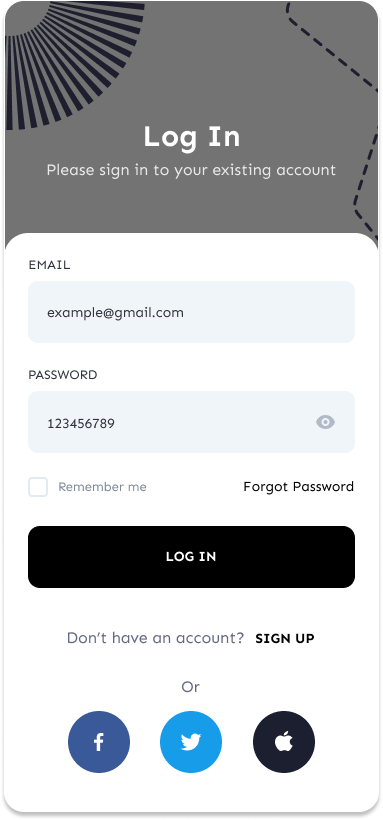 Log In
Please sign in to your existing account
EMAIL
example@gmail.com
PASSWORD
123456789
Remember me Forgot Password
LOG IN
Don’t have an account? SIGN UP
Or